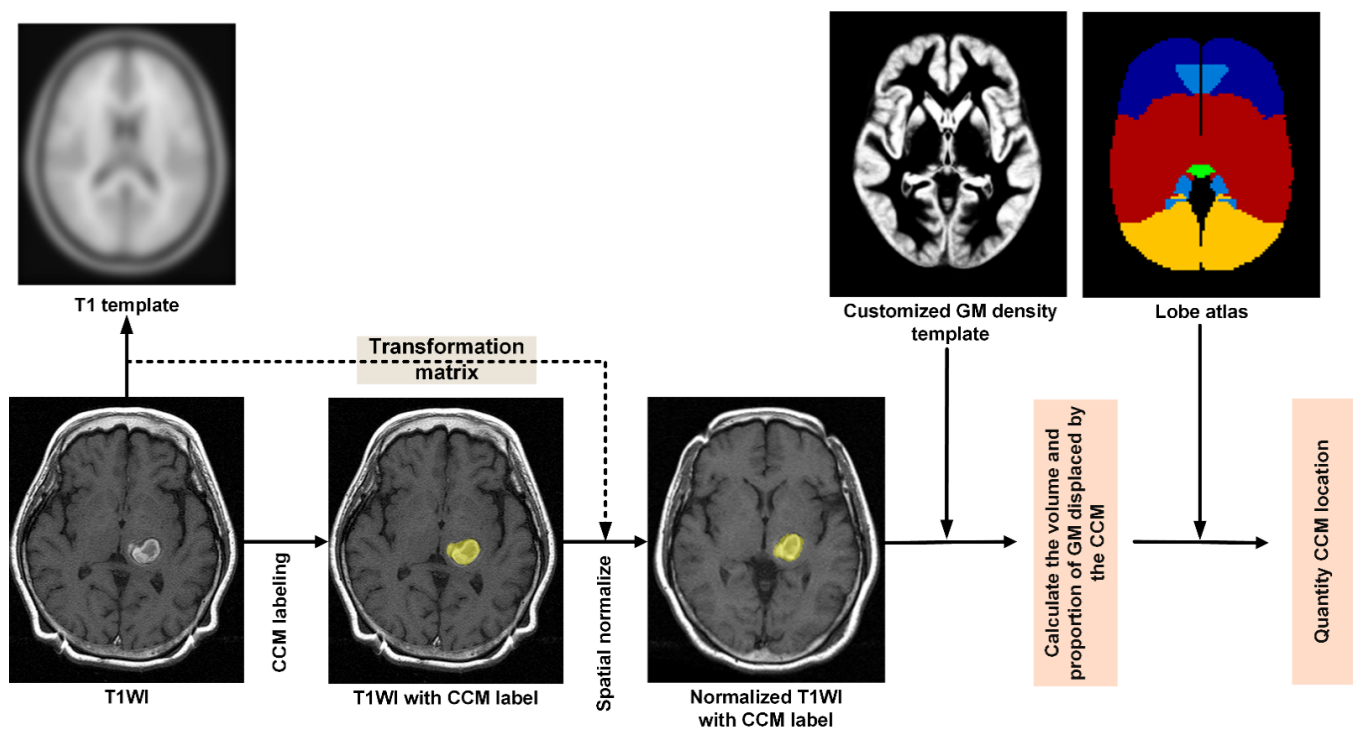 T1 template
Customized GM density
template
Lobe atlas
Transformation
matrix
CCM labeling
Spatial normalize
Calculate the volume and
proportion of GM displaced by
the CCM
Quantity CCM location
T1WI
T1WI with CCM label
Normalized T1WI
with CCM label